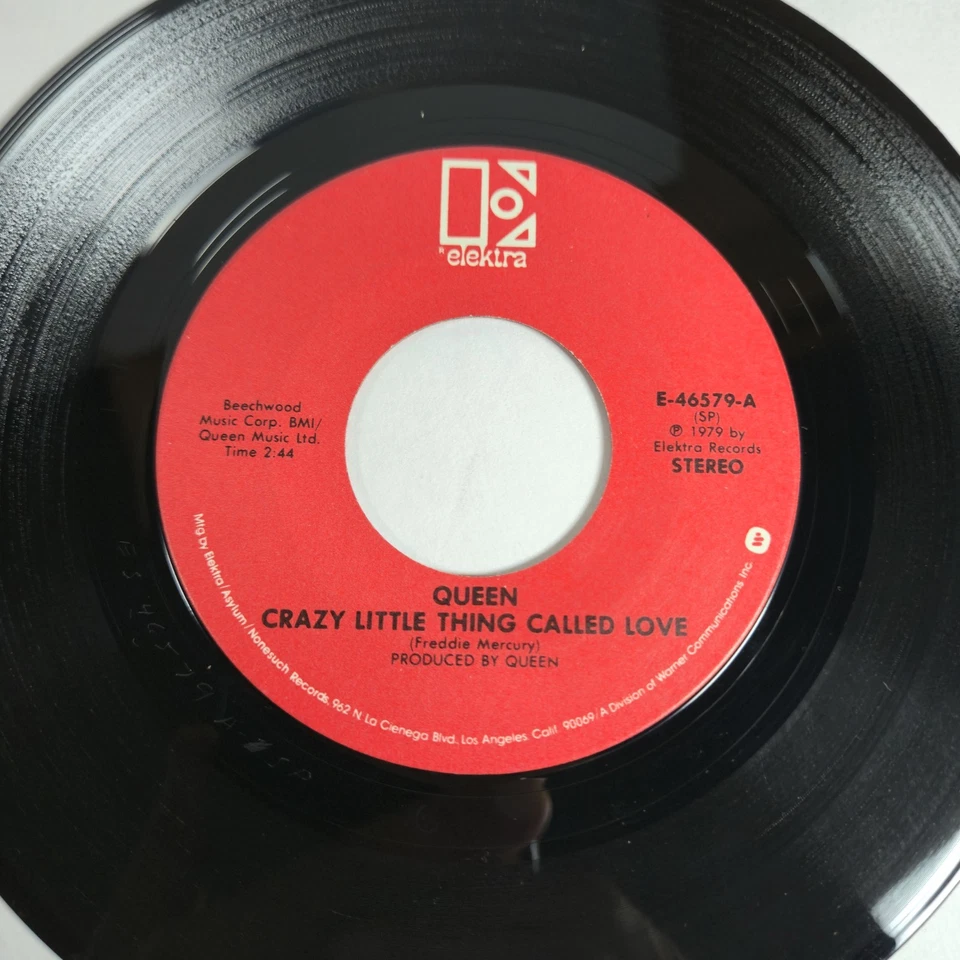 elektra
Beechwood
Music Corp. BMI/
Queen Music Ltd.
Time 2:44
E-46579-A
(SP)
℗ 1979 by
Elektra Records
STEREO
QUEEN
CRAZY LITTLE THING CALLED LOVE
(Freddie Mercury)
PRODUCED BY QUEEN
Mfg by Elektra/Asylum/Nonesuch Records, 962 N. La Cienega Blvd., Los Angeles, Calif. 90069/A Division of Warner Communications, Inc.